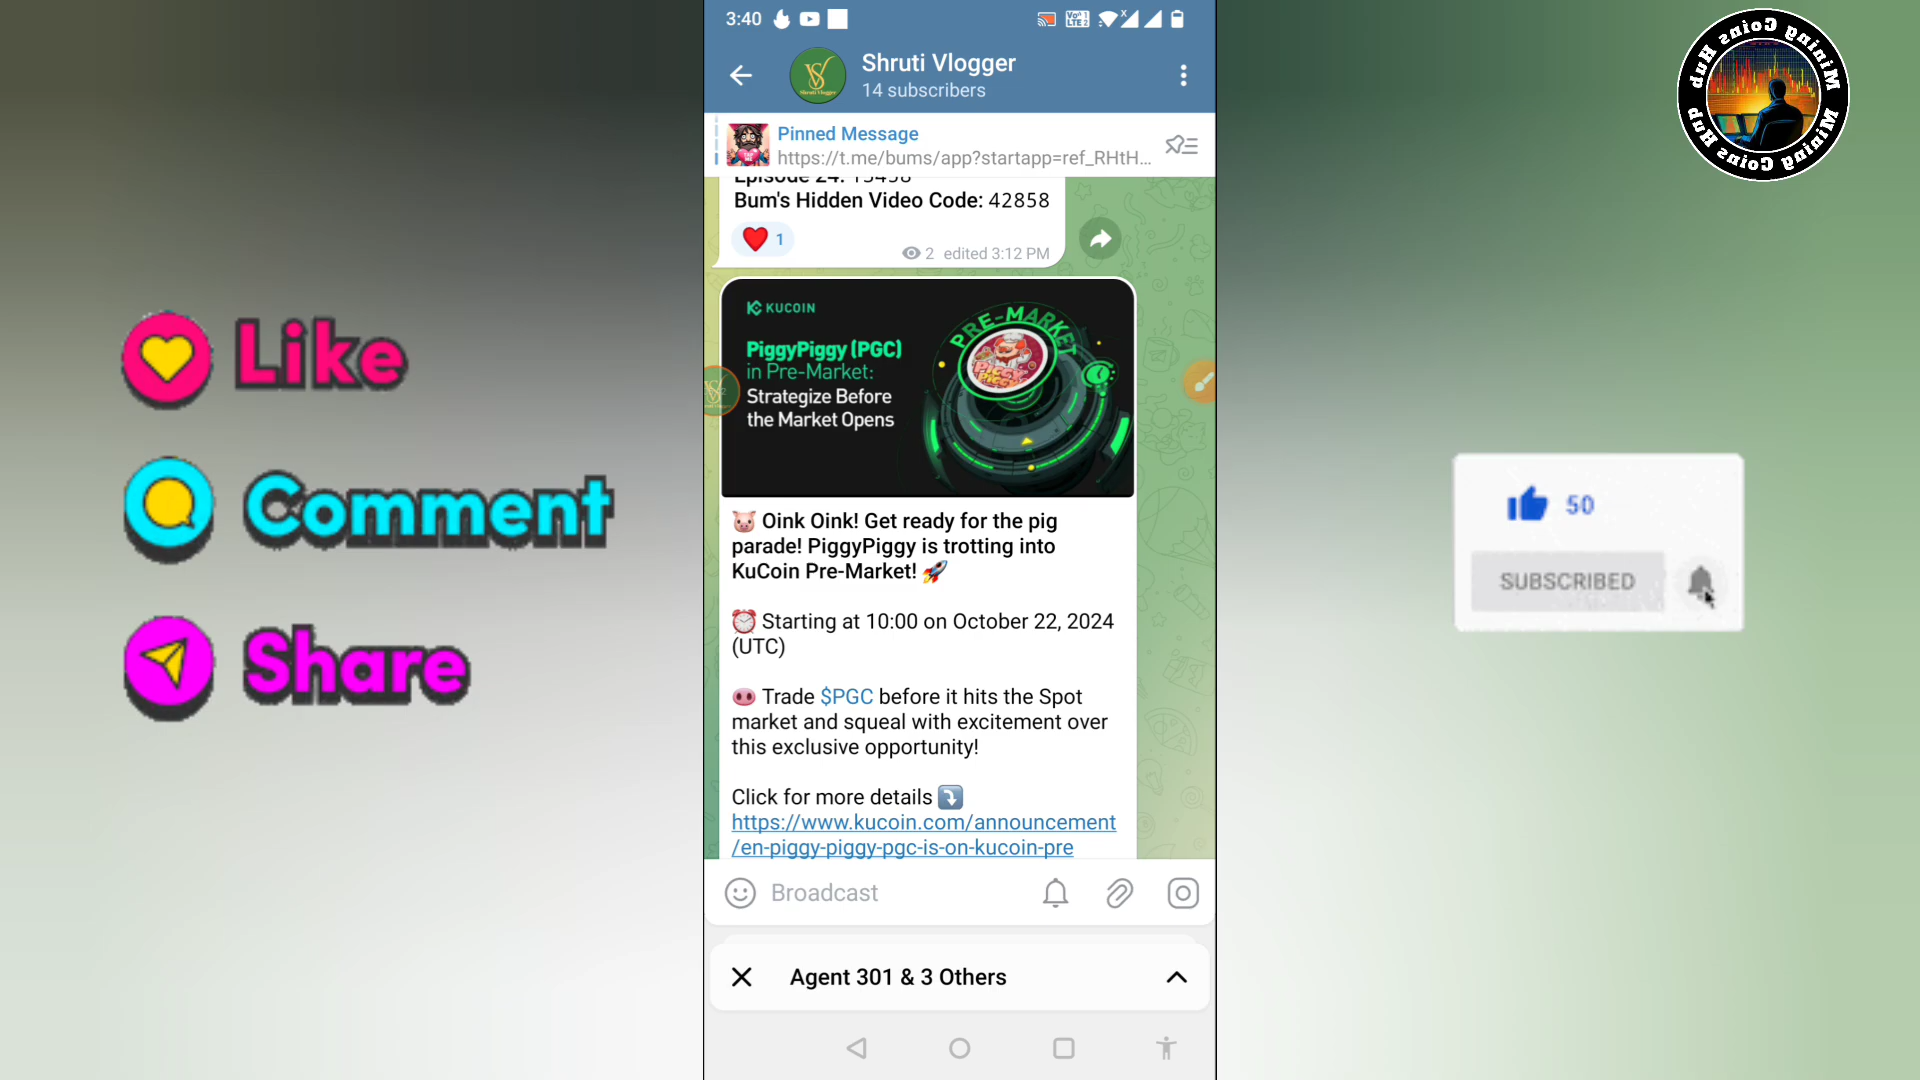 3:40
Shruti Vlogger
14 subscribers
Pinned Message
https://t.me/bums/app?startapp=ref_RHtH...
Episode 24: 13458
Bum's Hidden Video Code: 42858
1
2 edited 3:12 PM
KUCOIN
PiggyPiggy (PGC)
in Pre-Market:
Strategize Before
the Market Opens
PRE-MARKET
PIGGY
PIGGY
🐷 Oink Oink! Get ready for the pig
parade! PiggyPiggy is trotting into
KuCoin Pre-Market! 🚀
⏰ Starting at 10:00 on October 22, 2024
(UTC)
🐽 Trade $PGC before it hits the Spot
market and squeal with excitement over
this exclusive opportunity!
Click for more details ⤵️
https://www.kucoin.com/announcement
/en-piggy-piggy-pgc-is-on-kucoin-pre
Broadcast
Agent 301 & 3 Others
Like
Comment
Share
Mining Coins Hub
Mining Coins Hub
50
SUBSCRIBED